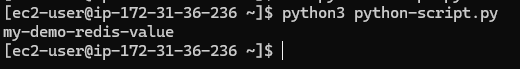 [ec2-user@ip-172-31-36-236 ~]$ python3 python-script.py
my-demo-redis-value
[ec2-user@ip-172-31-36-236 ~]$